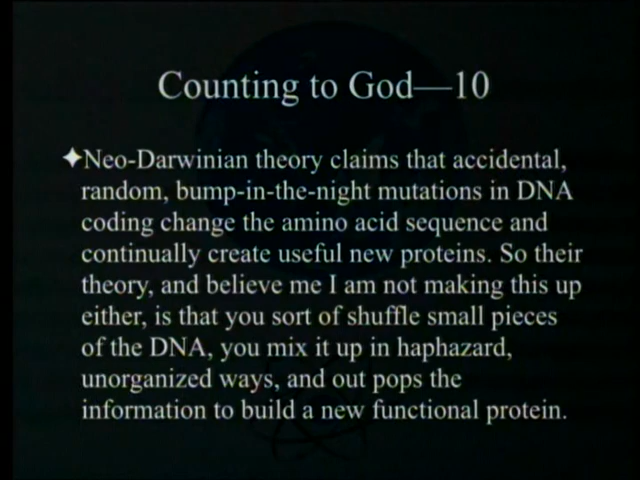 Counting to God—10
✦Neo-Darwinian theory claims that accidental,
random, bump-in-the-night mutations in DNA
coding change the amino acid sequence and
continually create useful new proteins. So their
theory, and believe me I am not making this up
either, is that you sort of shuffle small pieces
of the DNA, you mix it up in haphazard,
unorganized ways, and out pops the
information to build a new functional protein.